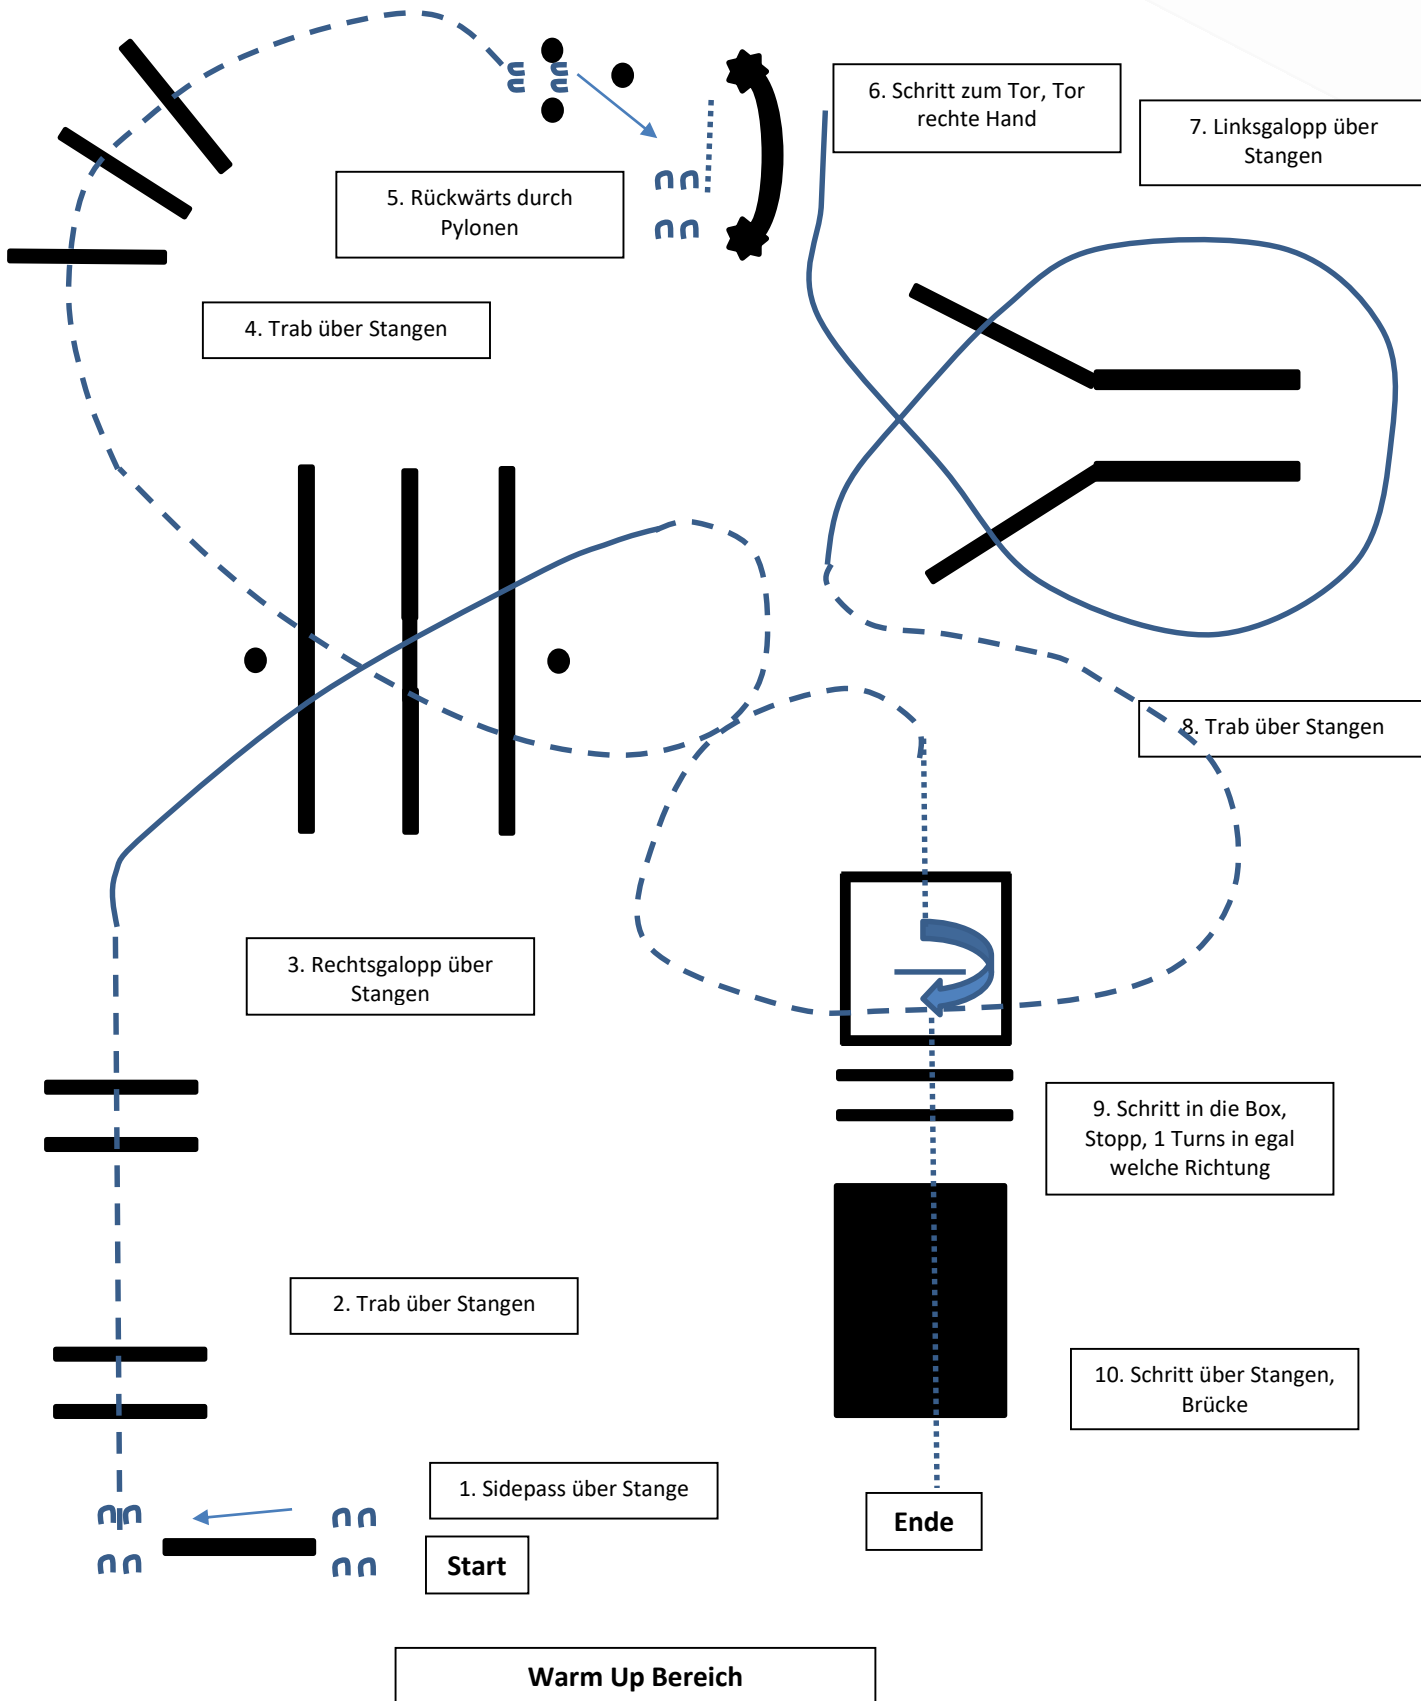 6. Schritt zum Tor, Tor
rechte Hand
7. Linksgalopp über
Stangen
5. Rückwärts durch
Pylonen
4. Trab über Stangen
8. Trab über Stangen
3. Rechtsgalopp über
Stangen
9. Schritt in die Box,
Stopp, 1 Turns in egal
welche Richtung
2. Trab über Stangen
10. Schritt über Stangen,
Brücke
1. Sidepass über Stange
Ende
Start
Warm Up Bereich